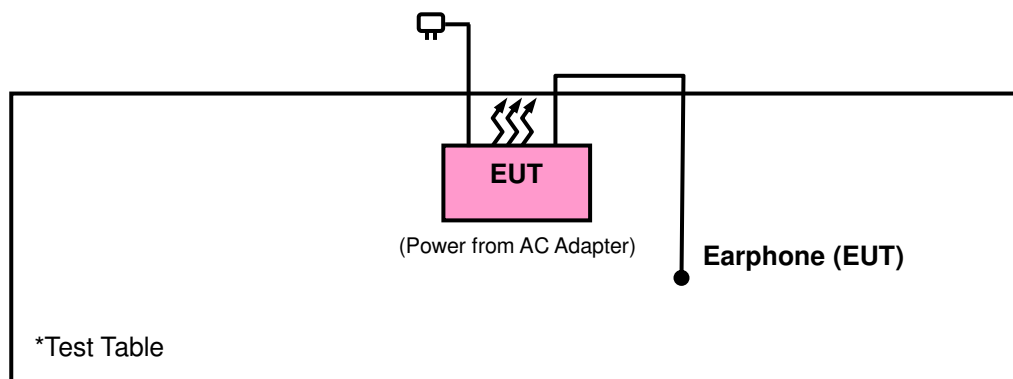 EUT
(Power from AC Adapter)
Earphone (EUT)
*Test Table